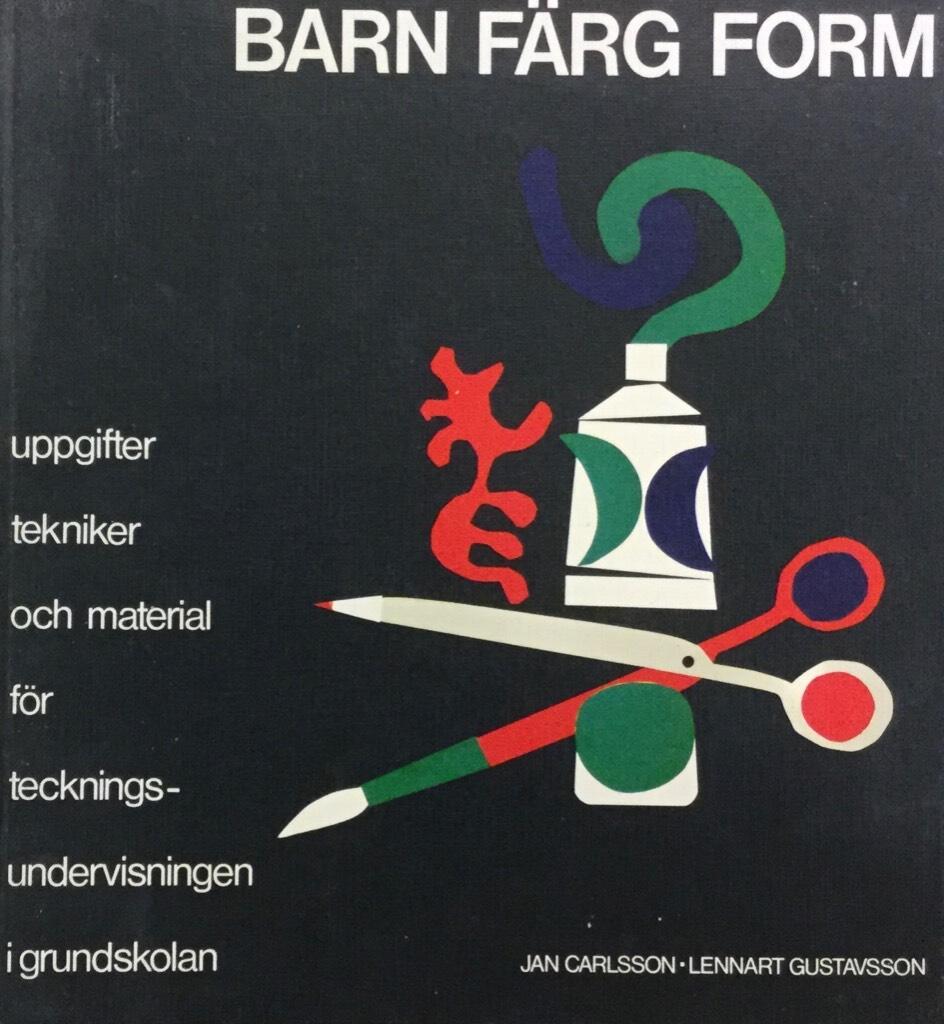 BARN FÄRG FORM
uppgifter
tekniker
och material
för
tecknings-
undervisningen
i grundskolan
JAN CARLSSON • LENNART GUSTAVSSON